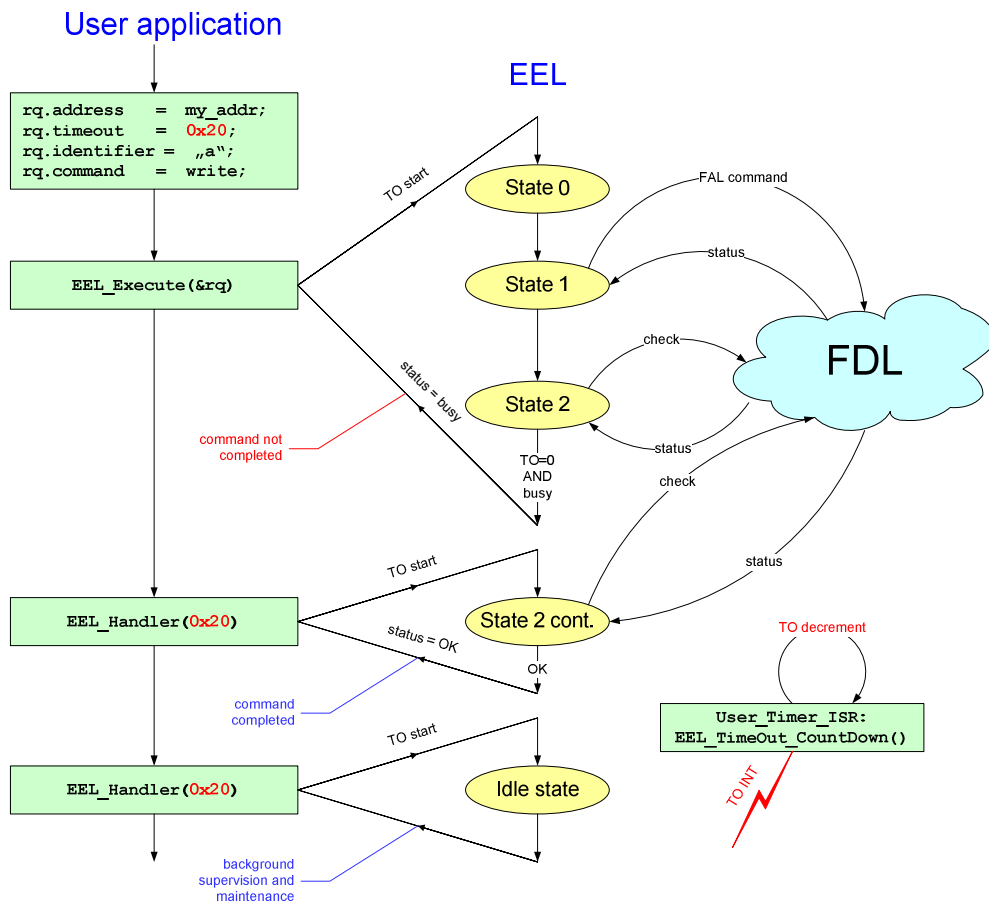 User application
EEL
rq.address = my_addr;
rq.timeout = 0x20;
rq.identifier = „a“;
rq.command = write;
TO start
State 0
FAL command
EEL_Execute(&rq)
State 1
status
check
FDL
status = busy
State 2
command not
completed
status
TO=0
AND
busy
check
TO start
status
EEL_Handler(0x20)
State 2 cont.
status = OK
OK
TO decrement
command
completed
User_Timer_ISR:
EEL_TimeOut_CountDown()
TO start
EEL_Handler(0x20)
Idle state
TO INT
background
supervision and
maintenance